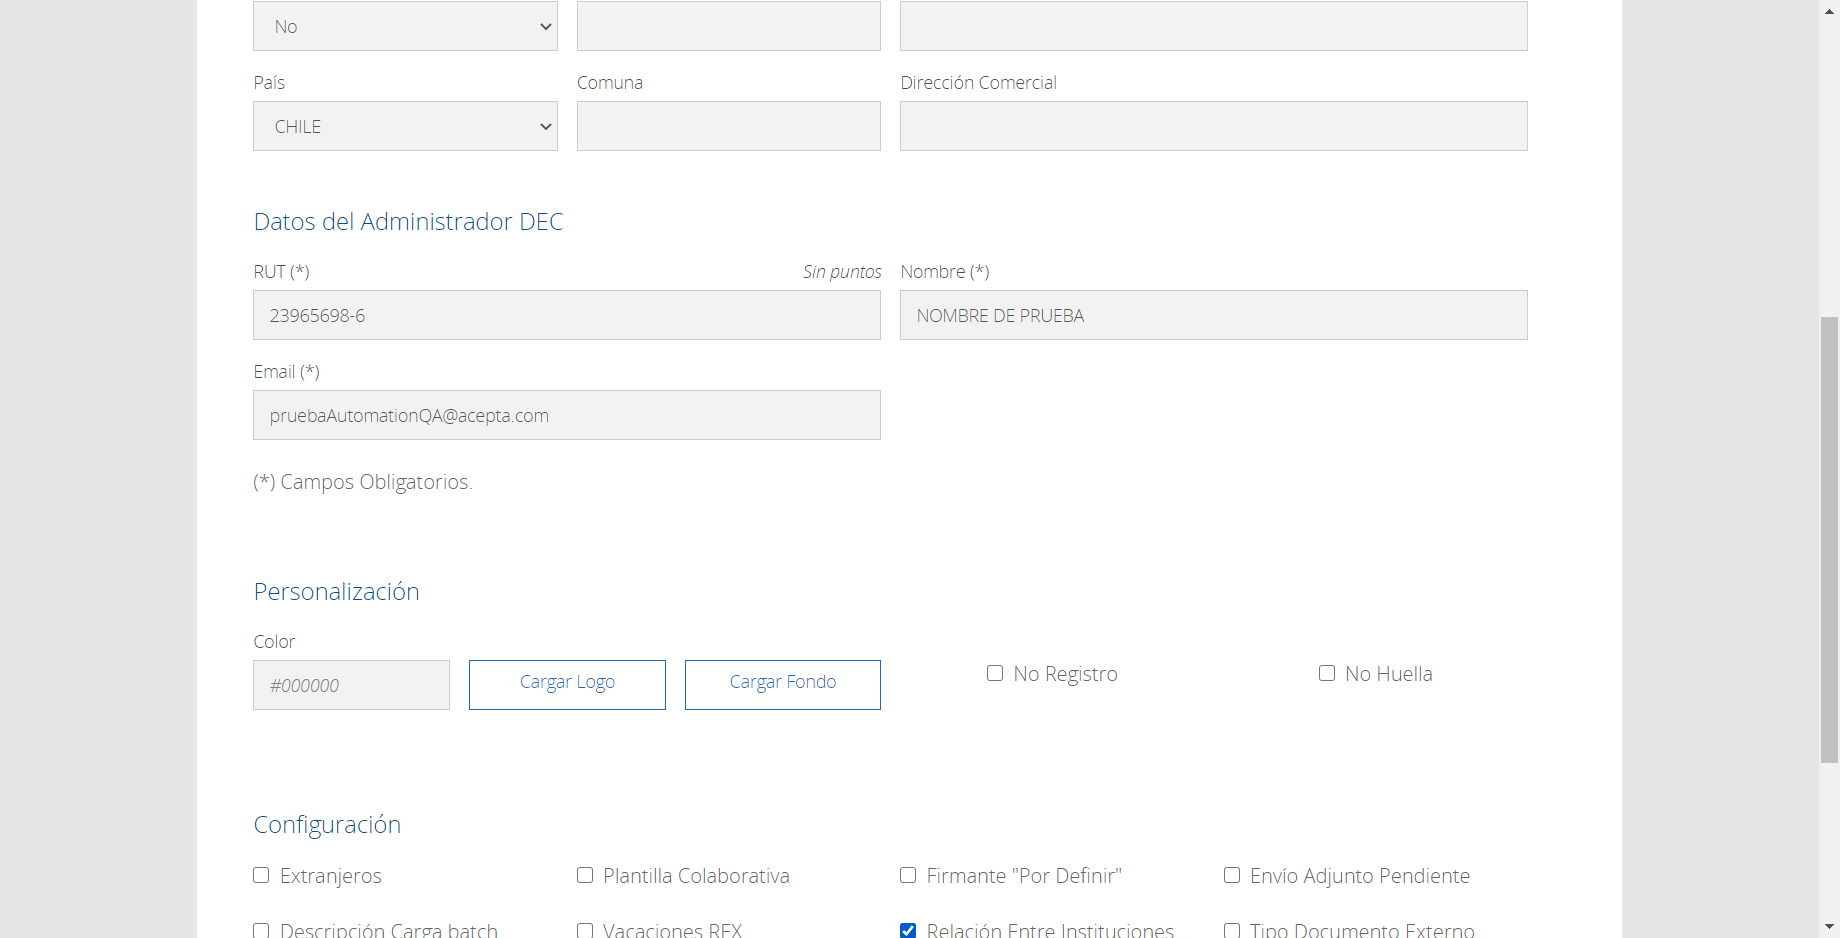 No
País
Comuna
Dirección Comercial
CHILE
Datos del Administrador DEC
RUT (*)
Sin puntos
Nombre (*)
23965698-6
NOMBRE DE PRUEBA
Email (*)
pruebaAutomationQA@acepta.com
(*) Campos Obligatorios.
Personalización
Color
#000000
Cargar Logo
Cargar Fondo
No Registro
No Huella
Configuración
Extranjeros
Plantilla Colaborativa
Firmante "Por Definir"
Envío Adjunto Pendiente
Descripción Carga batch
Vacaciones REX
Relación Entre Instituciones
Tipo Documento Externo